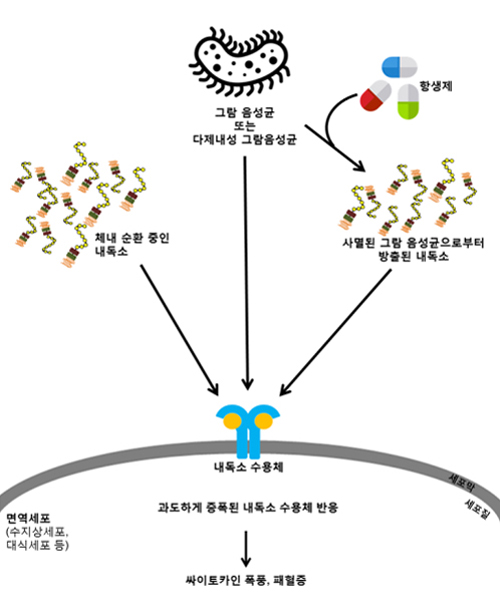 항생제
그람 음성균
또는
다제내성 그람음성균
체내 순환 중인
내독소
사멸된 그람 음성균으로부터
방출된 내독소
내독소 수용체
세포막
세포질
면역세포
(수지상세포,
대식세포 등)
과도하게 증폭된 내독소 수용체 반응
싸이토카인 폭풍, 패혈증